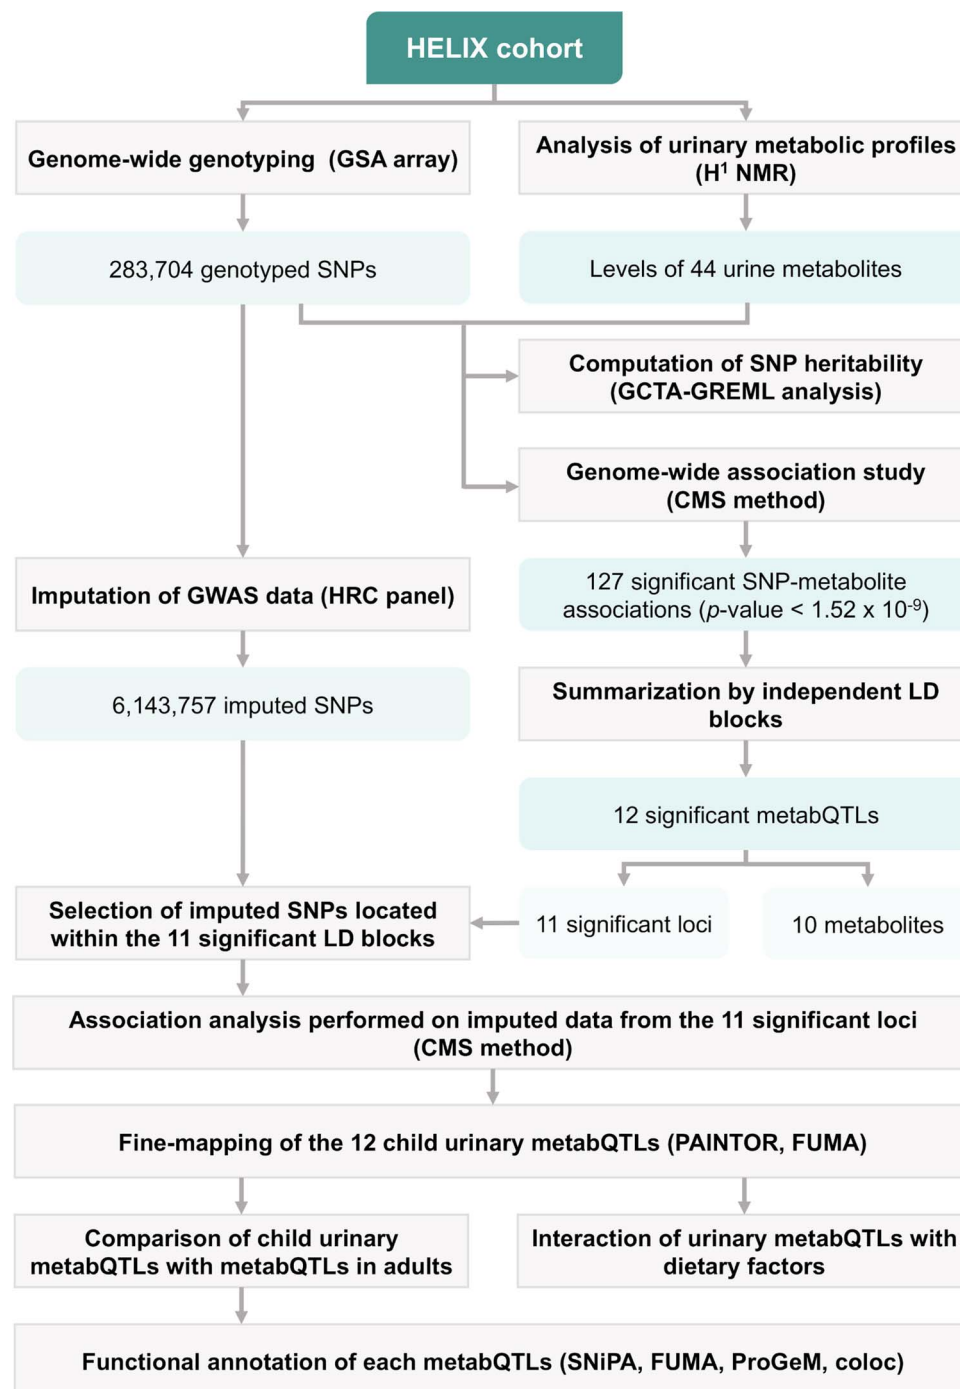 HELIX cohort
Genome-wide genotyping (GSA array)
Analysis of urinary metabolic profiles
(H¹ NMR)
283,704 genotyped SNPs
Levels of 44 urine metabolites
Computation of SNP heritability
(GCTA-GREML analysis)
Genome-wide association study
(CMS method)
Imputation of GWAS data (HRC panel)
127 significant SNP-metabolite
associations (p-value < 1.52 x 10⁻⁹)
6,143,757 imputed SNPs
Summarization by independent LD
blocks
12 significant metabQTLs
Selection of imputed SNPs located
within the 11 significant LD blocks
11 significant loci
10 metabolites
Association analysis performed on imputed data from the 11 significant loci
(CMS method)
Fine-mapping of the 12 child urinary metabQTLs (PAINTOR, FUMA)
Comparison of child urinary
metabQTLs with metabQTLs in adults
Interaction of urinary metabQTLs with
dietary factors
Functional annotation of each metabQTLs (SNiPA, FUMA, ProGeM, coloc)